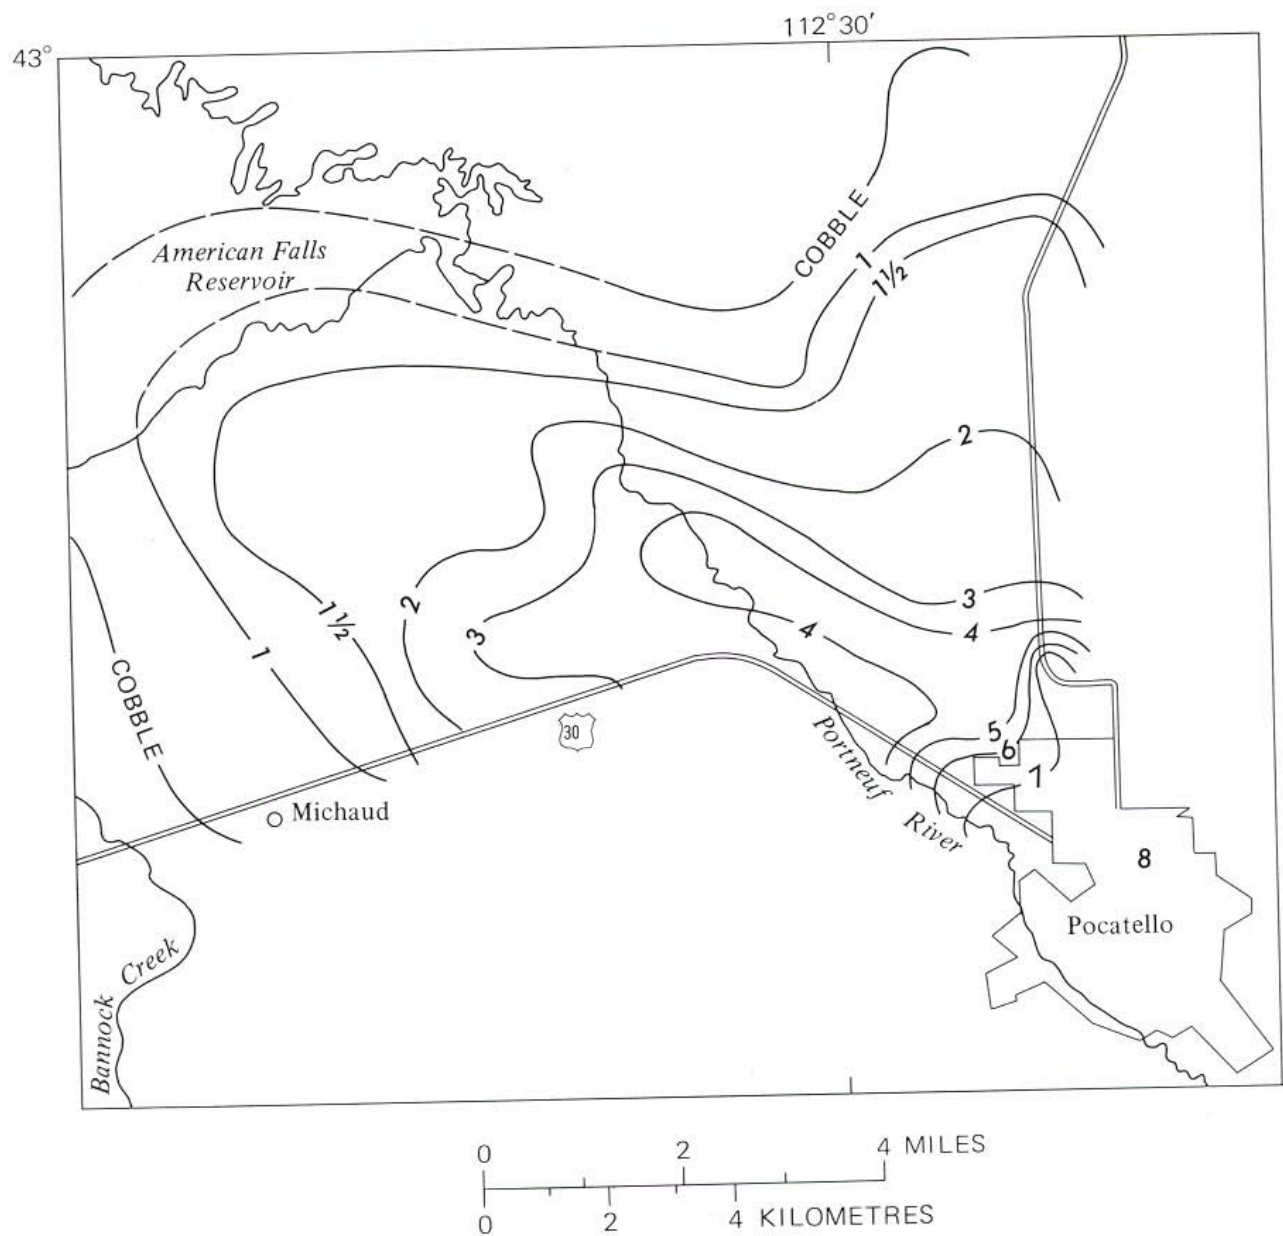 112°30′
43°
COBBLE
American Falls
Reservoir
1
1½
2
1½
2
3
3
4
4
1
COBBLE
30
Portneuf
River
5
6
7
Michaud
8
Pocatello
Creek
Bannock
0 2 4 MILES
0 2 4 KILOMETRES